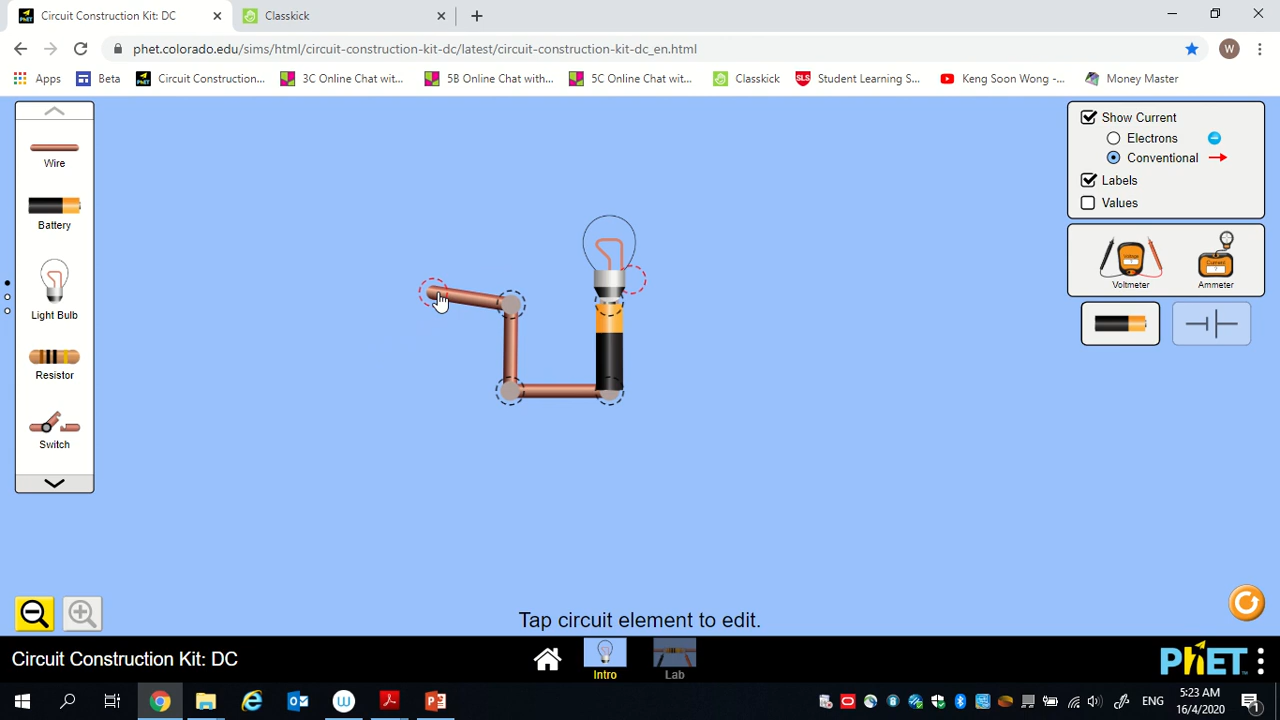 Circuit Construction Kit: DC
Classkick
phet.colorado.edu/sims/html/circuit-construction-kit-dc/latest/circuit-construction-kit-dc_en.html
W
Apps
Beta
Circuit Construction...
3C Online Chat wit...
5B Online Chat with...
5C Online Chat wit...
Classkick
SLS
Student Learning S...
Keng Soon Wong -...
Money Master
Wire
Battery
Light Bulb
Resistor
Switch
Show Current
Electrons
Conventional
Labels
Values
Voltage
?
Voltmeter
Current
?
Ammeter
Tap circuit element to edit.
Circuit Construction Kit: DC
Intro
Lab
PhET
ENG
5:23 AM
16/4/2020